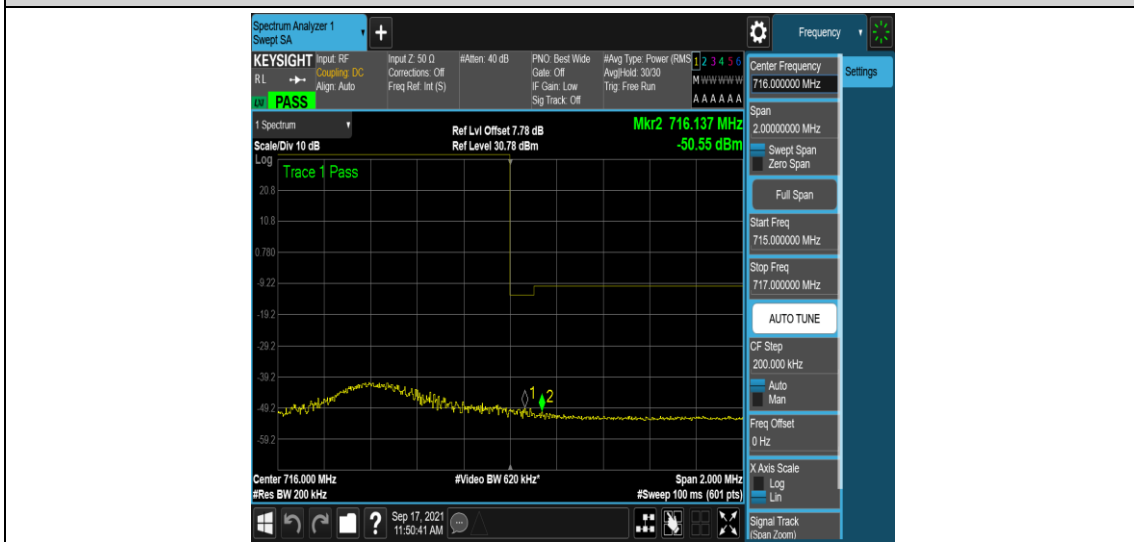 Spectrum Analyzer 1
Swept SA
+
Frequency
KEYSIGHT
RL
Input: RF
Coupling: DC
Align: Auto
Input Z: 50 Ω
Corrections: Off
Freq Ref: Int (S)
#Atten: 40 dB
PNO: Best Wide
Gate: Off
IF Gain: Low
Sig Track: Off
#Avg Type: Power (RMS
Avg|Hold: 30/30
Trig: Free Run
1 2 3 4 5 6
M W W W W W
A A A A A A
PASS
1 Spectrum
Scale/Div 10 dB
Ref Lvl Offset 7.78 dB
Ref Level 30.78 dBm
Mkr2 716.137 MHz
-50.55 dBm
Log
Trace 1 Pass
20.8
10.8
0.780
-9.22
-19.2
-29.2
-39.2
-49.2
-59.2
1
2
Center 716.000 MHz
#Res BW 200 kHz
#Video BW 620 kHz*
Span 2.000 MHz
#Sweep 100 ms (601 pts)
?
Sep 17, 2021
11:50:41 AM
Center Frequency
716.000000 MHz
Settings
Span
2.00000000 MHz
Swept Span
Zero Span
Full Span
Start Freq
715.000000 MHz
Stop Freq
717.000000 MHz
AUTO TUNE
CF Step
200.000 kHz
Auto
Man
Freq Offset
0 Hz
X Axis Scale
Log
Lin
Signal Track
(Span Zoom)